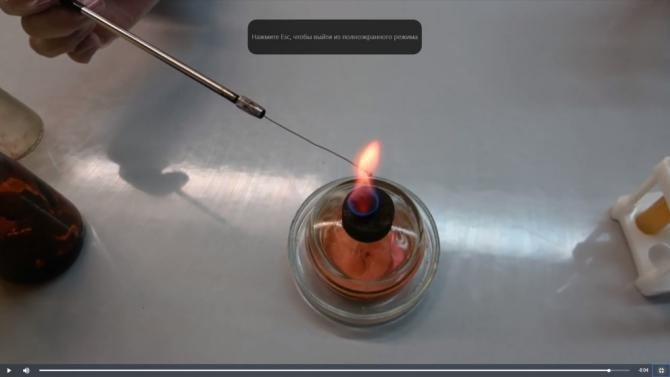 Нажмите Esc, чтобы выйти из полноэкранного режима
-0:04